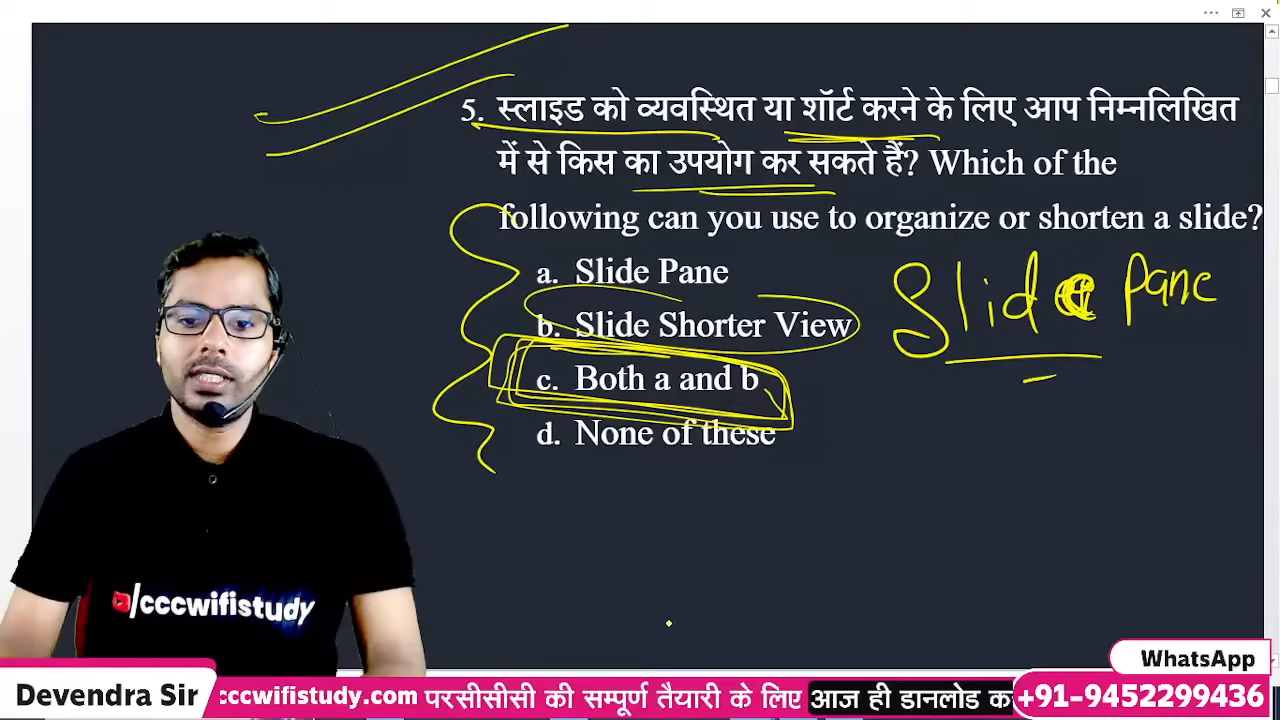 5. स्लाइड को व्यवस्थित या शॉर्ट करने के लिए आप निम्नलिखित
में से किस का उपयोग कर सकते हैं? Which of the
following can you use to organize or shorten a slide?
a. Slide Pane
b. Slide Shorter View
c. Both a and b
d. None of these
Slide Pane
/cccwifistudy
WhatsApp
Devendra Sir
cccwifistudy.com परसीसीसी की सम्पूर्ण तैयारी के लिए आज ही डानलोड क
+91-9452299436